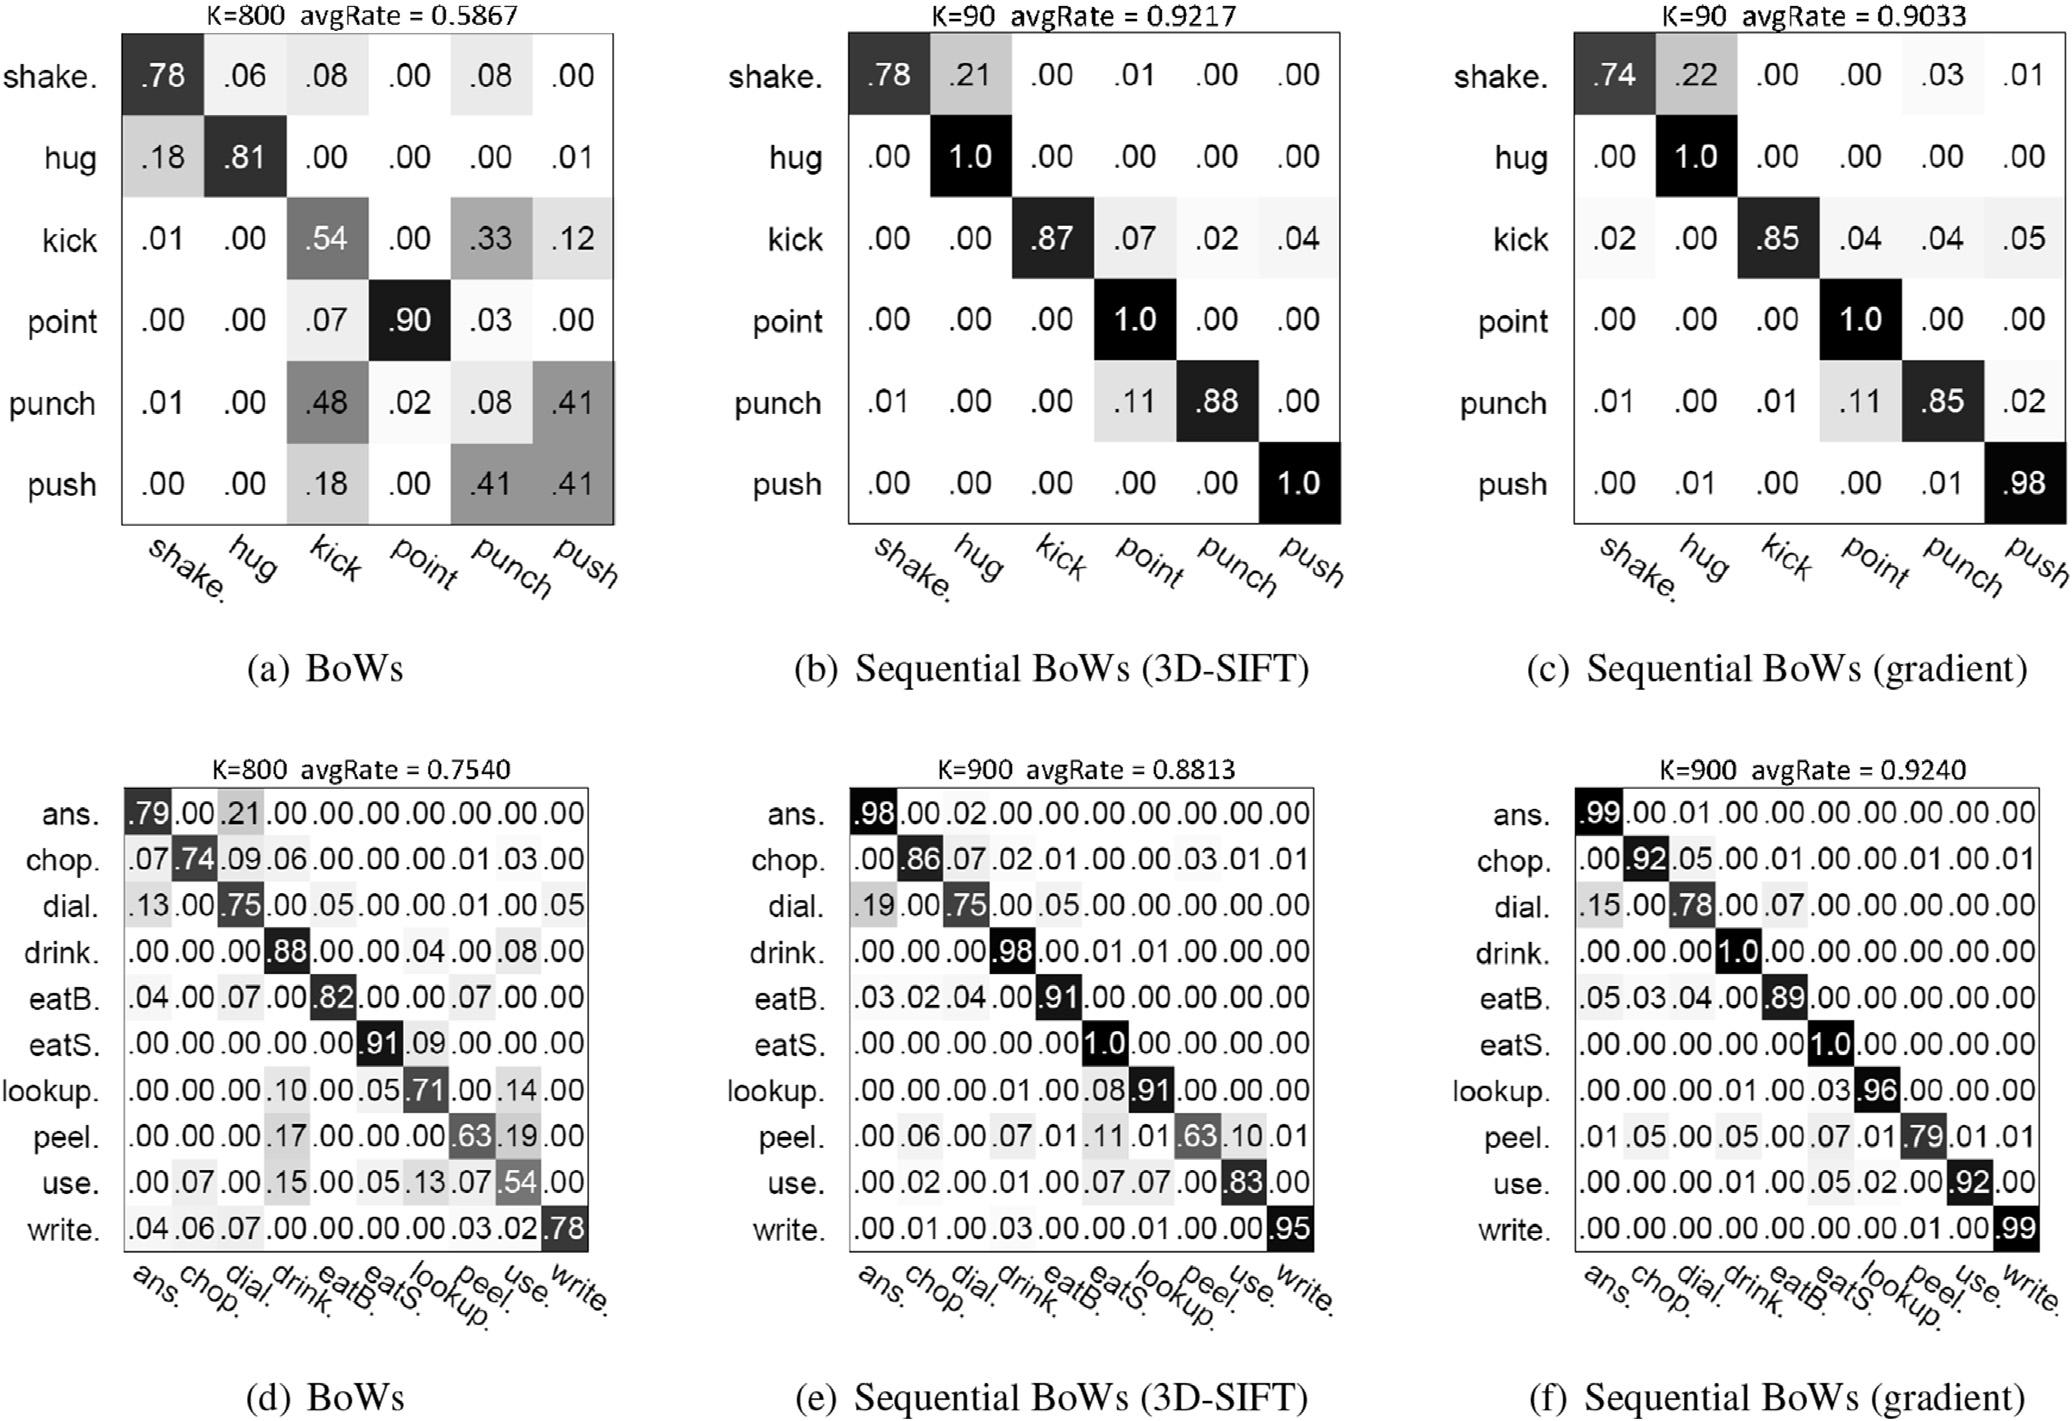 K=800 avgRate = 0.5867
shake. .78 .06 .08 .00 .08 .00
hug .18 .81 .00 .00 .00 .01
kick .01 .00 .54 .00 .33 .12
point .00 .00 .07 .90 .03 .00
punch .01 .00 .48 .02 .08 .41
push .00 .00 .18 .00 .41 .41
shake. hug kick point punch push
(a) BoWs
K=90 avgRate = 0.9217
shake. .78 .21 .00 .01 .00 .00
hug .00 1.0 .00 .00 .00 .00
kick .00 .00 .87 .07 .02 .04
point .00 .00 .00 1.0 .00 .00
punch .01 .00 .00 .11 .88 .00
push .00 .00 .00 .00 .00 1.0
shake. hug kick point punch push
(b) Sequential BoWs (3D-SIFT)
K=90 avgRate = 0.9033
shake. .74 .22 .00 .00 .03 .01
hug .00 1.0 .00 .00 .00 .00
kick .02 .00 .85 .04 .04 .05
point .00 .00 .00 1.0 .00 .00
punch .01 .00 .01 .11 .85 .02
push .00 .01 .00 .00 .01 .98
shake. hug kick point punch push
(c) Sequential BoWs (gradient)
K=800 avgRate = 0.7540
ans. .79 .00 .21 .00 .00 .00 .00 .00 .00 .00
chop. .07 .74 .09 .06 .00 .00 .00 .01 .03 .00
dial. .13 .00 .75 .00 .05 .00 .00 .01 .00 .05
drink. .00 .00 .00 .88 .00 .00 .04 .00 .08 .00
eatB. .04 .00 .07 .00 .82 .00 .00 .07 .00 .00
eatS. .00 .00 .00 .00 .00 .91 .09 .00 .00 .00
lookup. .00 .00 .00 .10 .00 .05 .71 .00 .14 .00
peel. .00 .00 .00 .17 .00 .00 .00 .63 .19 .00
use. .00 .07 .00 .15 .00 .05 .13 .07 .54 .00
write. .04 .06 .07 .00 .00 .00 .00 .03 .02 .78
ans. chop. dial. drink. eatB. eatS. lookup. peel. use. write.
(d) BoWs
K=900 avgRate = 0.8813
ans. .98 .00 .02 .00 .00 .00 .00 .00 .00 .00
chop. .00 .86 .07 .02 .01 .00 .00 .03 .01 .01
dial. .19 .00 .75 .00 .05 .00 .00 .00 .00 .00
drink. .00 .00 .00 .98 .00 .01 .01 .00 .00 .00
eatB. .03 .02 .04 .00 .91 .00 .00 .00 .00 .00
eatS. .00 .00 .00 .00 .00 1.0 .00 .00 .00 .00
lookup. .00 .00 .00 .01 .00 .08 .91 .00 .00 .00
peel. .00 .06 .00 .07 .01 .11 .01 .63 .10 .01
use. .00 .02 .00 .01 .00 .07 .07 .00 .83 .00
write. .00 .01 .00 .03 .00 .00 .01 .00 .00 .95
ans. chop. dial. drink. eatB. eatS. lookup. peel. use. write.
(e) Sequential BoWs (3D-SIFT)
K=900 avgRate = 0.9240
ans. .99 .00 .01 .00 .00 .00 .00 .00 .00 .00
chop. .00 .92 .05 .00 .01 .00 .00 .01 .00 .01
dial. .15 .00 .78 .00 .07 .00 .00 .00 .00 .00
drink. .00 .00 .00 1.0 .00 .00 .00 .00 .00 .00
eatB. .05 .03 .04 .00 .89 .00 .00 .00 .00 .00
eatS. .00 .00 .00 .00 .00 1.0 .00 .00 .00 .00
lookup. .00 .00 .00 .01 .00 .03 .96 .00 .00 .00
peel. .01 .05 .00 .05 .00 .07 .01 .79 .01 .01
use. .00 .00 .00 .01 .00 .05 .02 .00 .92 .00
write. .00 .00 .00 .00 .00 .00 .00 .01 .00 .99
ans. chop. dial. drink. eatB. eatS. lookup. peel. use. write.
(f) Sequential BoWs (gradient)